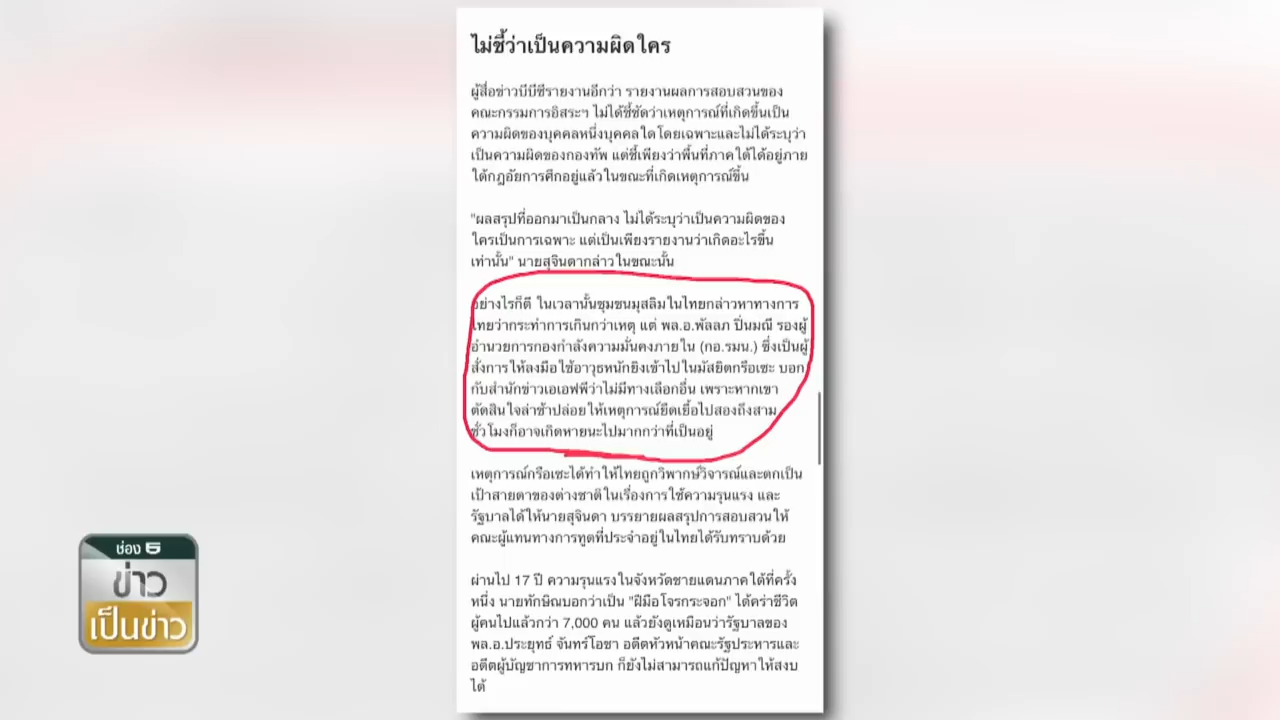 ไม่ชี้ว่าเป็นความผิดใคร
ผู้สื่อข่าวบีบีซีรายงานอีกว่า รายงานผลการสอบสวนของ
คณะกรรมการอิสระฯ ไม่ได้ชี้ชัดว่าเหตุการณ์ที่เกิดขึ้นเป็น
ความผิดของบุคคลหนึ่งบุคคลใดโดยเฉพาะและไม่ได้ระบุว่า
เป็นความผิดของกองทัพ แต่ชี้เพียงว่าพื้นที่ภาคใต้ได้อยู่ภาย
ใต้กฎอัยการศึกอยู่แล้วในขณะที่เกิดเหตุการณ์ขึ้น
"ผลสรุปที่ออกมาเป็นกลาง ไม่ได้ระบุว่าเป็นความผิดของ
ใครเป็นการเฉพาะ แต่เป็นเพียงรายงานว่าเกิดอะไรขึ้น
เท่านั้น" นายสุจินดากล่าวในขณะนั้น
อย่างไรก็ดี ในเวลานั้นชุมชนมุสลิมในไทยกล่าวหาทางการ
ไทยว่ากระทำการเกินกว่าเหตุ แต่ พล.อ.พัลลภ ปิ่นมณี รองผู้
อำนวยการกองกำลังความมั่นคงภายใน (กอ.รมน.) ซึ่งเป็นผู้
สั่งการให้ลงมือใช้อาวุธหนักยิงเข้าไปในมัสยิตกรือเซะ บอก
กับสำนักข่าวเอเอฟพีว่าไม่มีทางเลือกอื่น เพราะหากเขา
ตัดสินใจล่าช้าปล่อยให้เหตุการณ์ยืดเยื้อไปสองถึงสาม
ชั่วโมงก็อาจเกิดหายนะไปมากกว่าที่เป็นอยู่
เหตุการณ์กรือเซะได้ทำให้ไทยถูกวิพากษ์วิจารณ์และตกเป็น
เป้าสายตาของต่างชาติในเรื่องการใช้ความรุนแรง และ
รัฐบาลได้ให้นายสุจินดา บรรยายผลสรุปการสอบสวนให้
คณะผู้แทนทางการทูตที่ประจำอยู่ในไทยได้รับทราบด้วย
ผ่านไป 17 ปี ความรุนแรงในจังหวัดชายแดนภาคใต้ที่ครั้ง
หนึ่ง นายทักษิณบอกว่าเป็น "ฝีมือโจรกระจอก" ได้คร่าชีวิต
ผู้คนไปแล้วกว่า 7,000 คน แล้วยังดูเหมือนว่ารัฐบาลของ
พล.อ.ประยุทธ์ จันทร์โอชา อดีตหัวหน้าคณะรัฐประหารและ
อดีตผู้บัญชาการทหารบก ก็ยังไม่สามารถแก้ปัญหาให้สงบ
ได้
ช่อง 5
ข่าว
เป็นข่าว